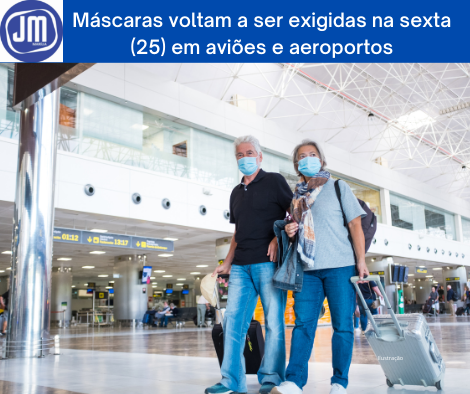 JM
Máscaras voltam a ser exigidas na sexta
(25) em aviões e aeroportos
ilustração